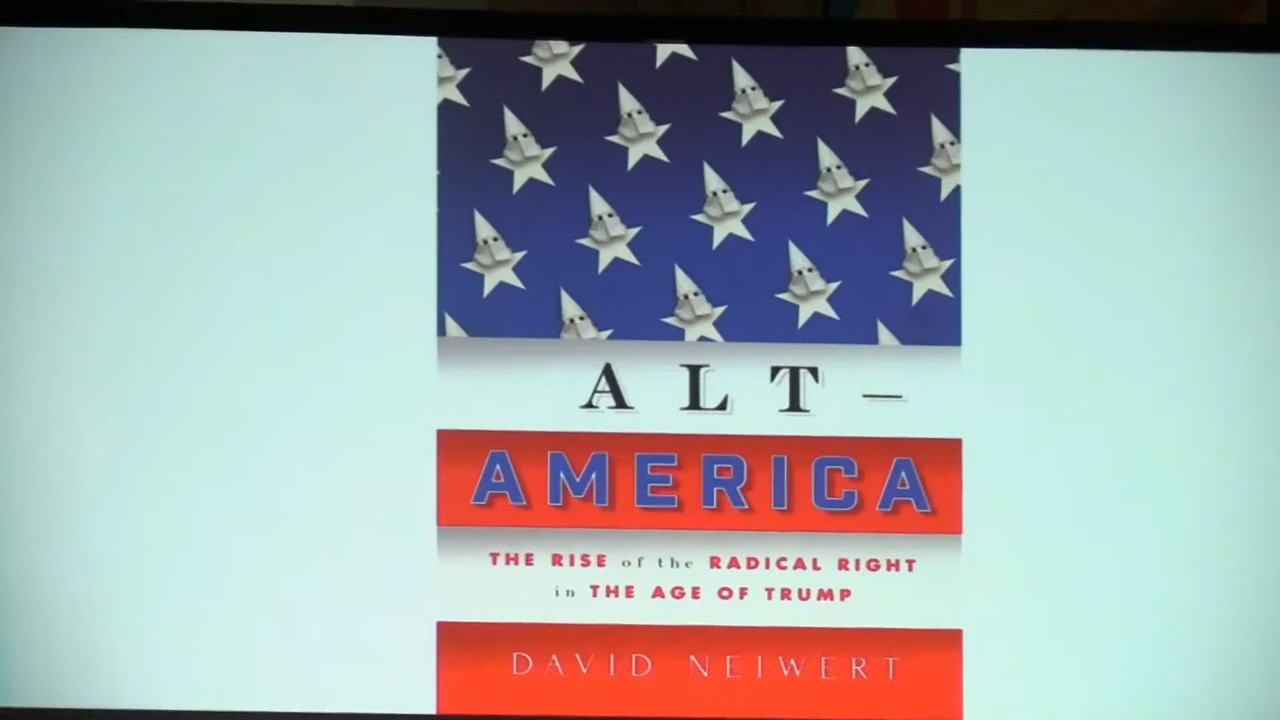 ALT–
AMERICA
THE RISE of the RADICAL RIGHT
in THE AGE OF TRUMP
DAVID NEIWERT